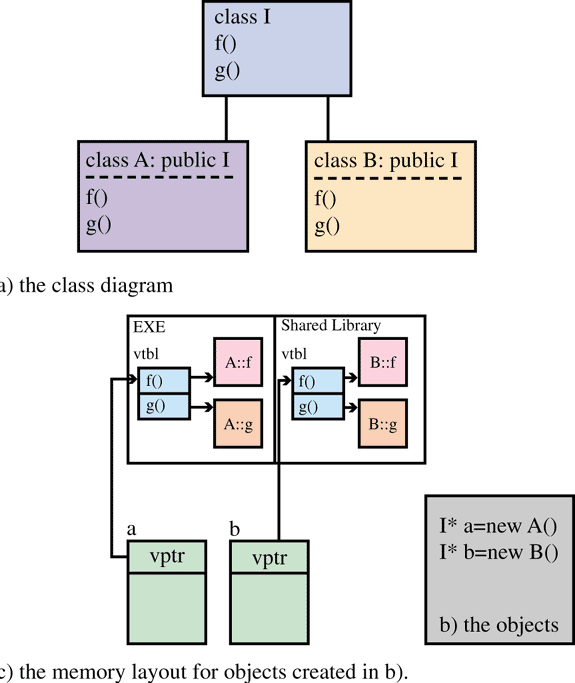 class I
f()
g()
class A: public I
f()
g()
class B: public I
f()
g()
a) the class diagram
EXE
vtbl
f()
g()
A::f
A::g
Shared Library
vtbl
f()
g()
B::f
B::g
a
vptr
b
vptr
I* a=new A()
I* b=new B()
b) the objects
c) the memory layout for objects created in b).